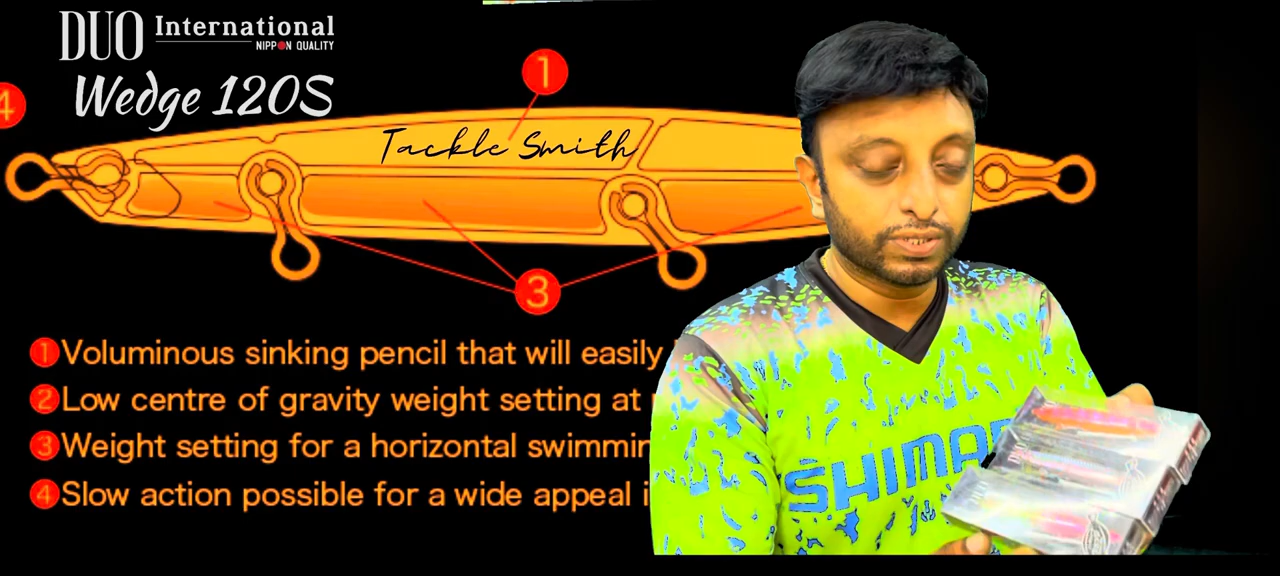 DUO International
NIPPON QUALITY
Wedge 120S
4
1
Tackle Smith
3
1 Voluminous sinking pencil that will easily
2 Low centre of gravity weight setting at
3 Weight setting for a horizontal
4 Slow action possible for a wide appeal
SHIMA